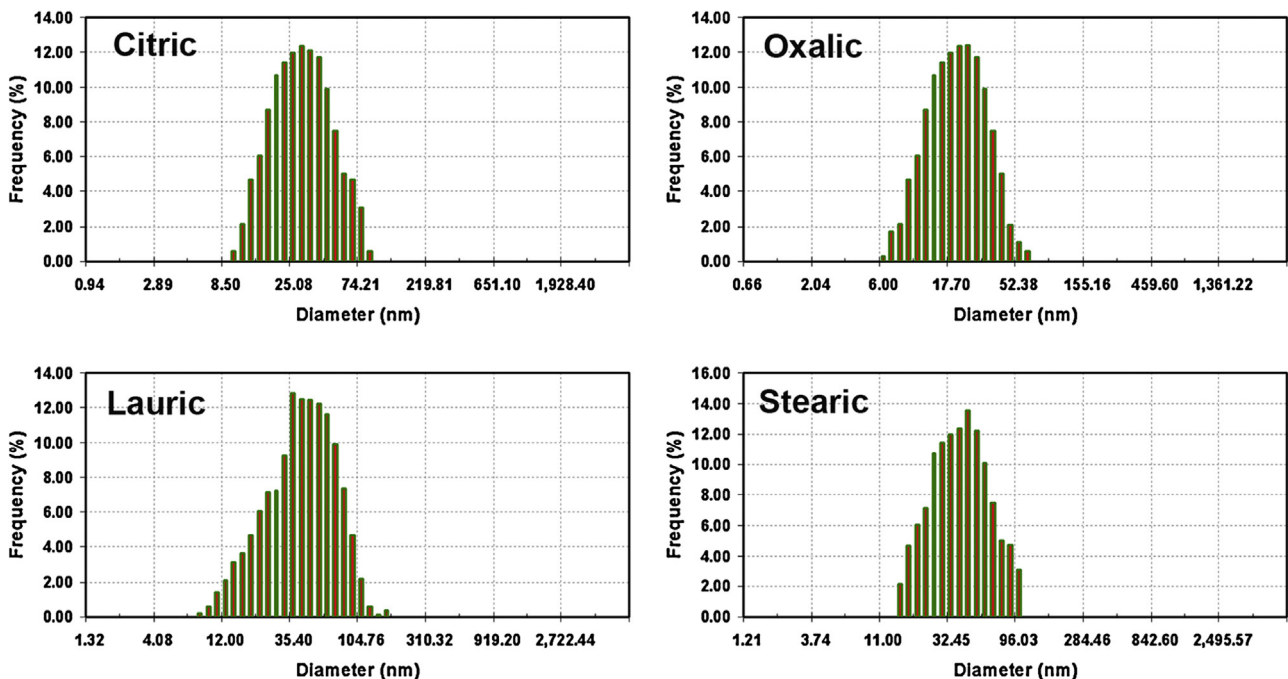 Citric
Frequency (%)
14.00
12.00
10.00
8.00
6.00
4.00
2.00
0.00
0.94 2.89 8.50 25.08 74.21 219.81 651.10 1,928.40
Diameter (nm)
Oxalic
Frequency (%)
14.00
12.00
10.00
8.00
6.00
4.00
2.00
0.00
0.66 2.04 6.00 17.70 52.38 155.16 459.60 1,361.22
Diameter (nm)
Lauric
Frequency (%)
14.00
12.00
10.00
8.00
6.00
4.00
2.00
0.00
1.32 4.08 12.00 35.40 104.76 310.32 919.20 2,722.44
Diameter (nm)
Stearic
Frequency (%)
16.00
14.00
12.00
10.00
8.00
6.00
4.00
2.00
0.00
1.21 3.74 11.00 32.45 96.03 284.46 842.60 2,495.57
Diameter (nm)